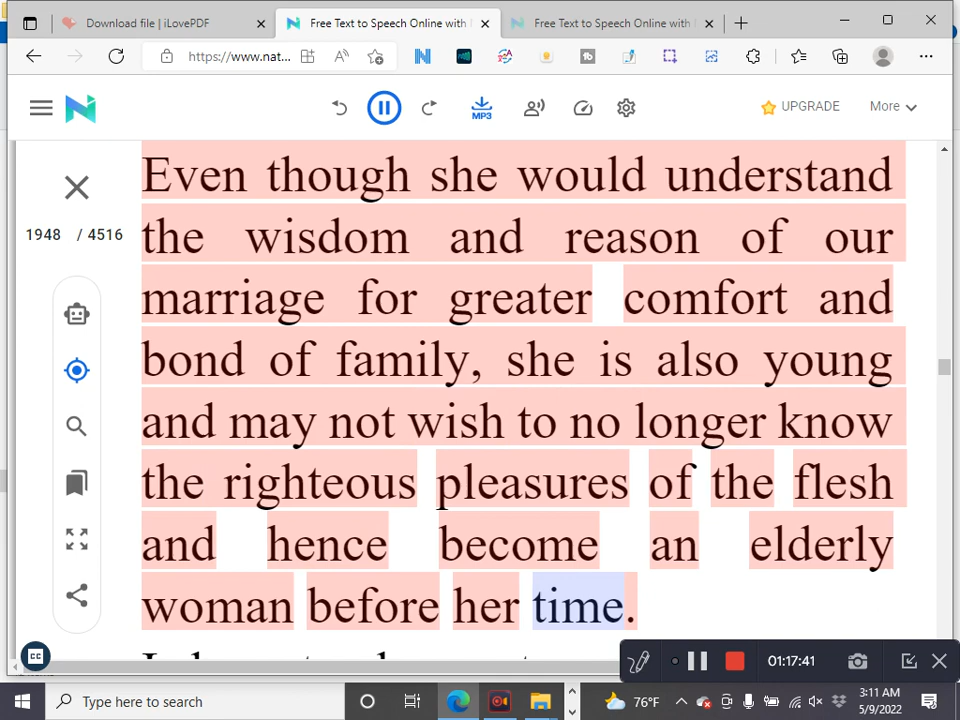 Download file | iLovePDF
Free Text to Speech Online with
Free Text to Speech Online with
https://www.nat...
MP3
UPGRADE
More
1948 / 4516
Even though she would understand
the wisdom and reason of our
marriage for greater comfort and
bond of family, she is also young
and may not wish to no longer know
the righteous pleasures of the flesh
and hence become an elderly
woman before her time.
CC
01:17:41
Type here to search
76°F
3:11 AM
5/9/2022